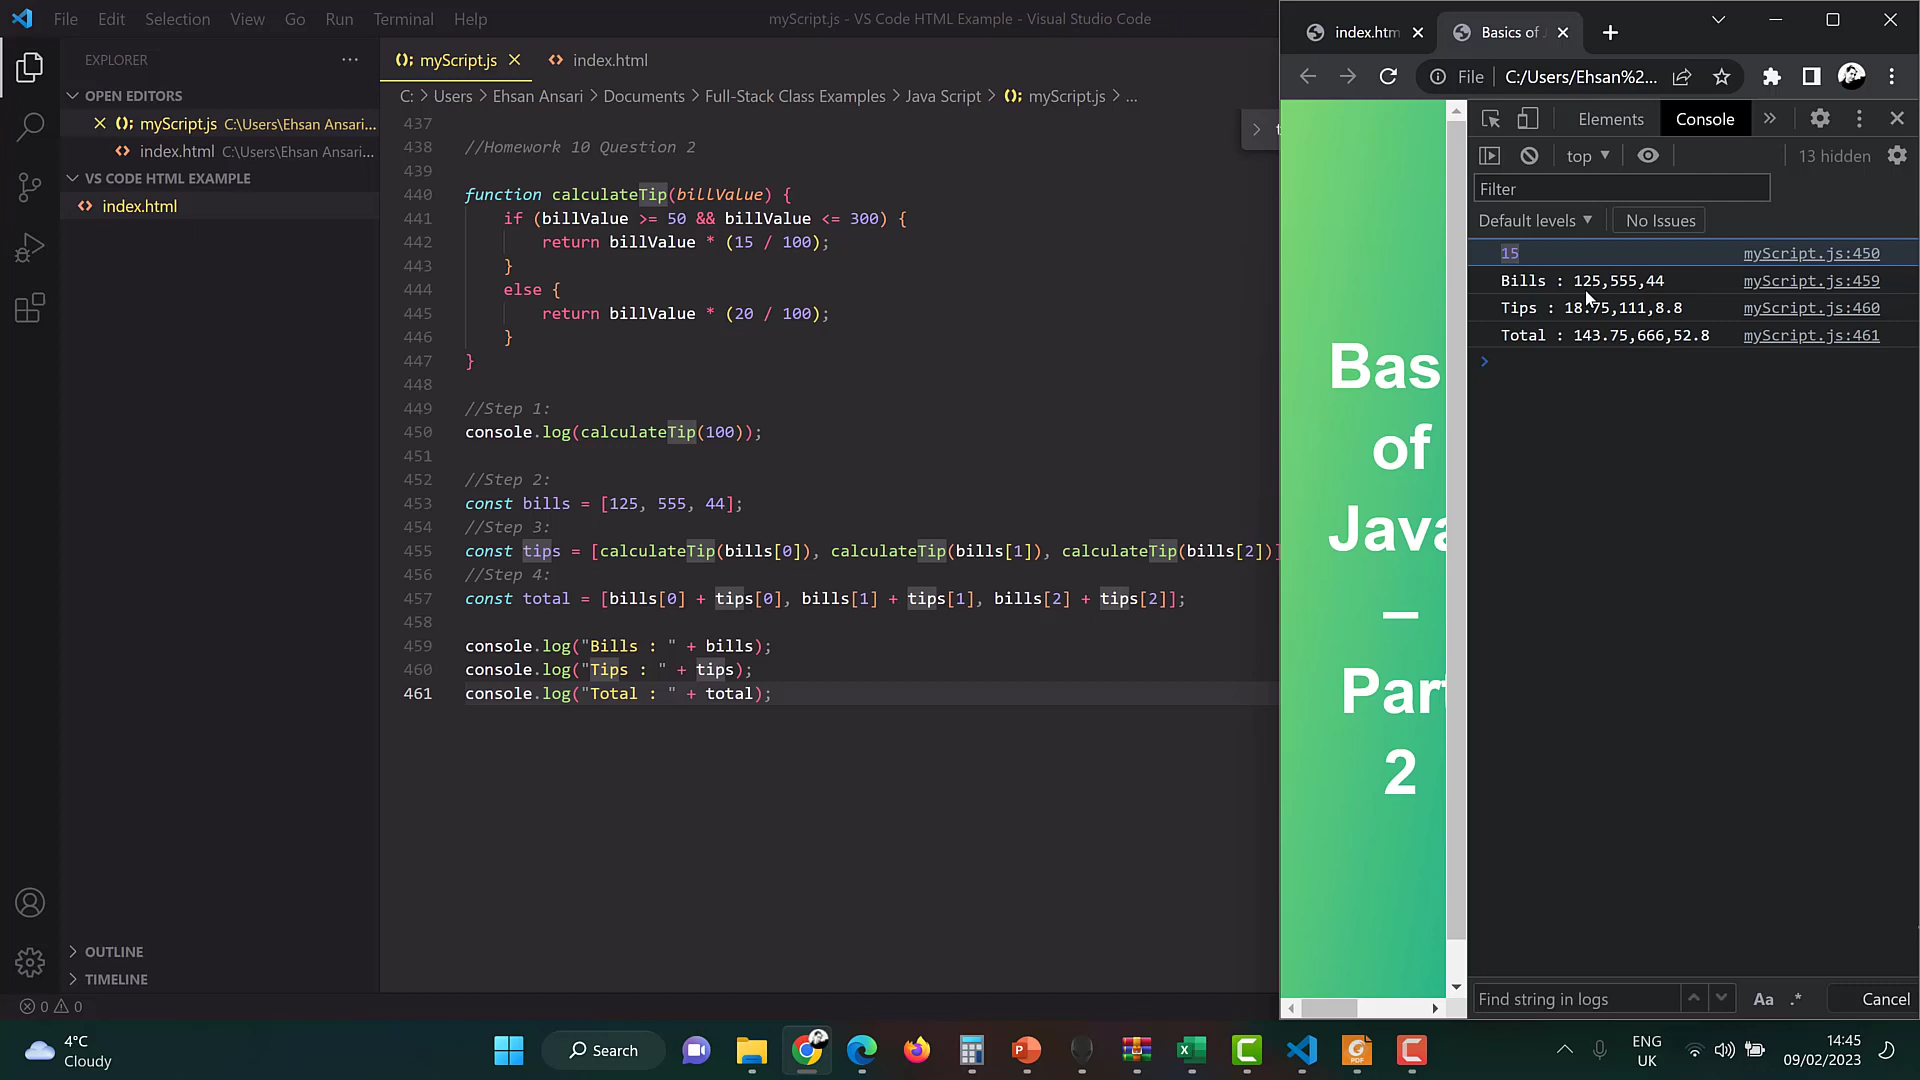 File Edit Selection View Go Run Terminal Help
myScript.js - VS Code HTML Example - Visual Studio Code
EXPLORER
OPEN EDITORS
myScript.js C:\Users\Ehsan Ansari...
index.html C:\Users\Ehsan Ansari...
VS CODE HTML EXAMPLE
index.html
OUTLINE
TIMELINE
0 0
myScript.js index.html
C: > Users > Ehsan Ansari > Documents > Full-Stack Class Examples > Java Script > myScript.js > ...
437
438 //Homework 10 Question 2
439
440 function calculateTip(billValue) {
441 if (billValue >= 50 && billValue <= 300) {
442 return billValue * (15 / 100);
443 }
444 else {
445 return billValue * (20 / 100);
446 }
447 }
448
449 //Step 1:
450 console.log(calculateTip(100));
451
452 //Step 2:
453 const bills = [125, 555, 44];
454 //Step 3:
455 const tips = [calculateTip(bills[0]), calculateTip(bills[1]), calculateTip(bills[2])]
456 //Step 4:
457 const total = [bills[0] + tips[0], bills[1] + tips[1], bills[2] + tips[2]];
458
459 console.log("Bills : " + bills);
460 console.log("Tips : " + tips);
461 console.log("Total : " + total);
index.htm Basics of
File C:/Users/Ehsan%2...
Bas
of
Java
–
Part
2
Elements Console
top 13 hidden
Filter
Default levels No Issues
15 myScript.js:450
Bills : 125,555,44 myScript.js:459
Tips : 18.75,111,8.8 myScript.js:460
Total : 143.75,666,52.8 myScript.js:461
Find string in logs Aa .* Cancel
4°C
Cloudy
Search
ENG
UK
14:45
09/02/2023